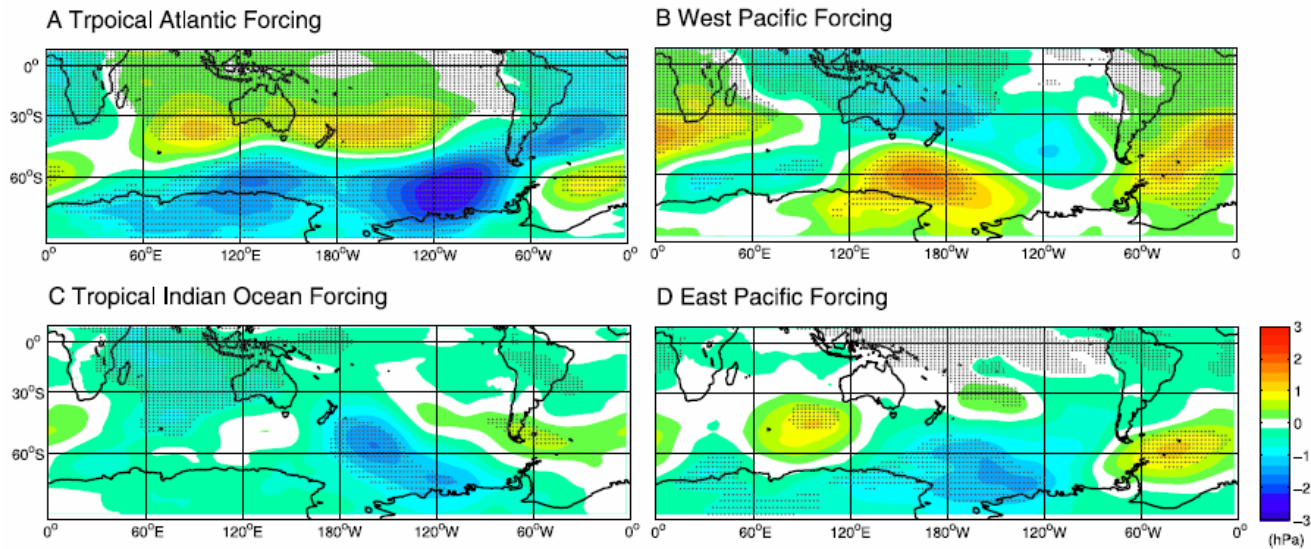 A Trpoical Atlantic Forcing
B West Pacific Forcing
0°
30°S
60°S
0° 60°E 120°E 180°W 120°W 60°W 0°
0°
30°S
60°S
0° 60°E 120°E 180°W 120°W 60°W 0°
C Tropical Indian Ocean Forcing
D East Pacific Forcing
0°
30°S
60°S
0° 60°E 120°E 180°W 120°W 60°W 0°
0°
30°S
60°S
0° 60°E 120°E 180°W 120°W 60°W 0°
3
2
1
0
−1
−2
−3
(hPa)